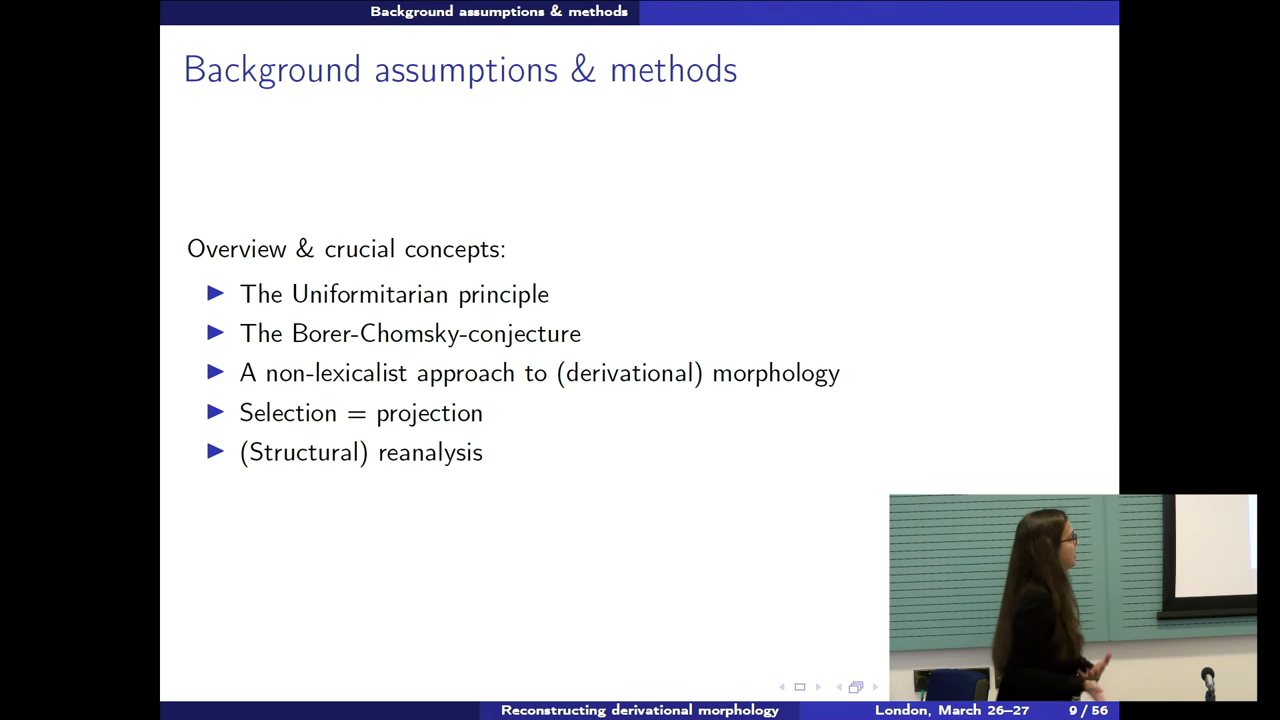 Background assumptions & methods
Background assumptions & methods
Overview & crucial concepts:
The Uniformitarian principle
The Borer-Chomsky-conjecture
A non-lexicalist approach to (derivational) morphology
Selection = projection
(Structural) reanalysis
Reconstructing derivational morphology
London, March 26–27
9 / 56